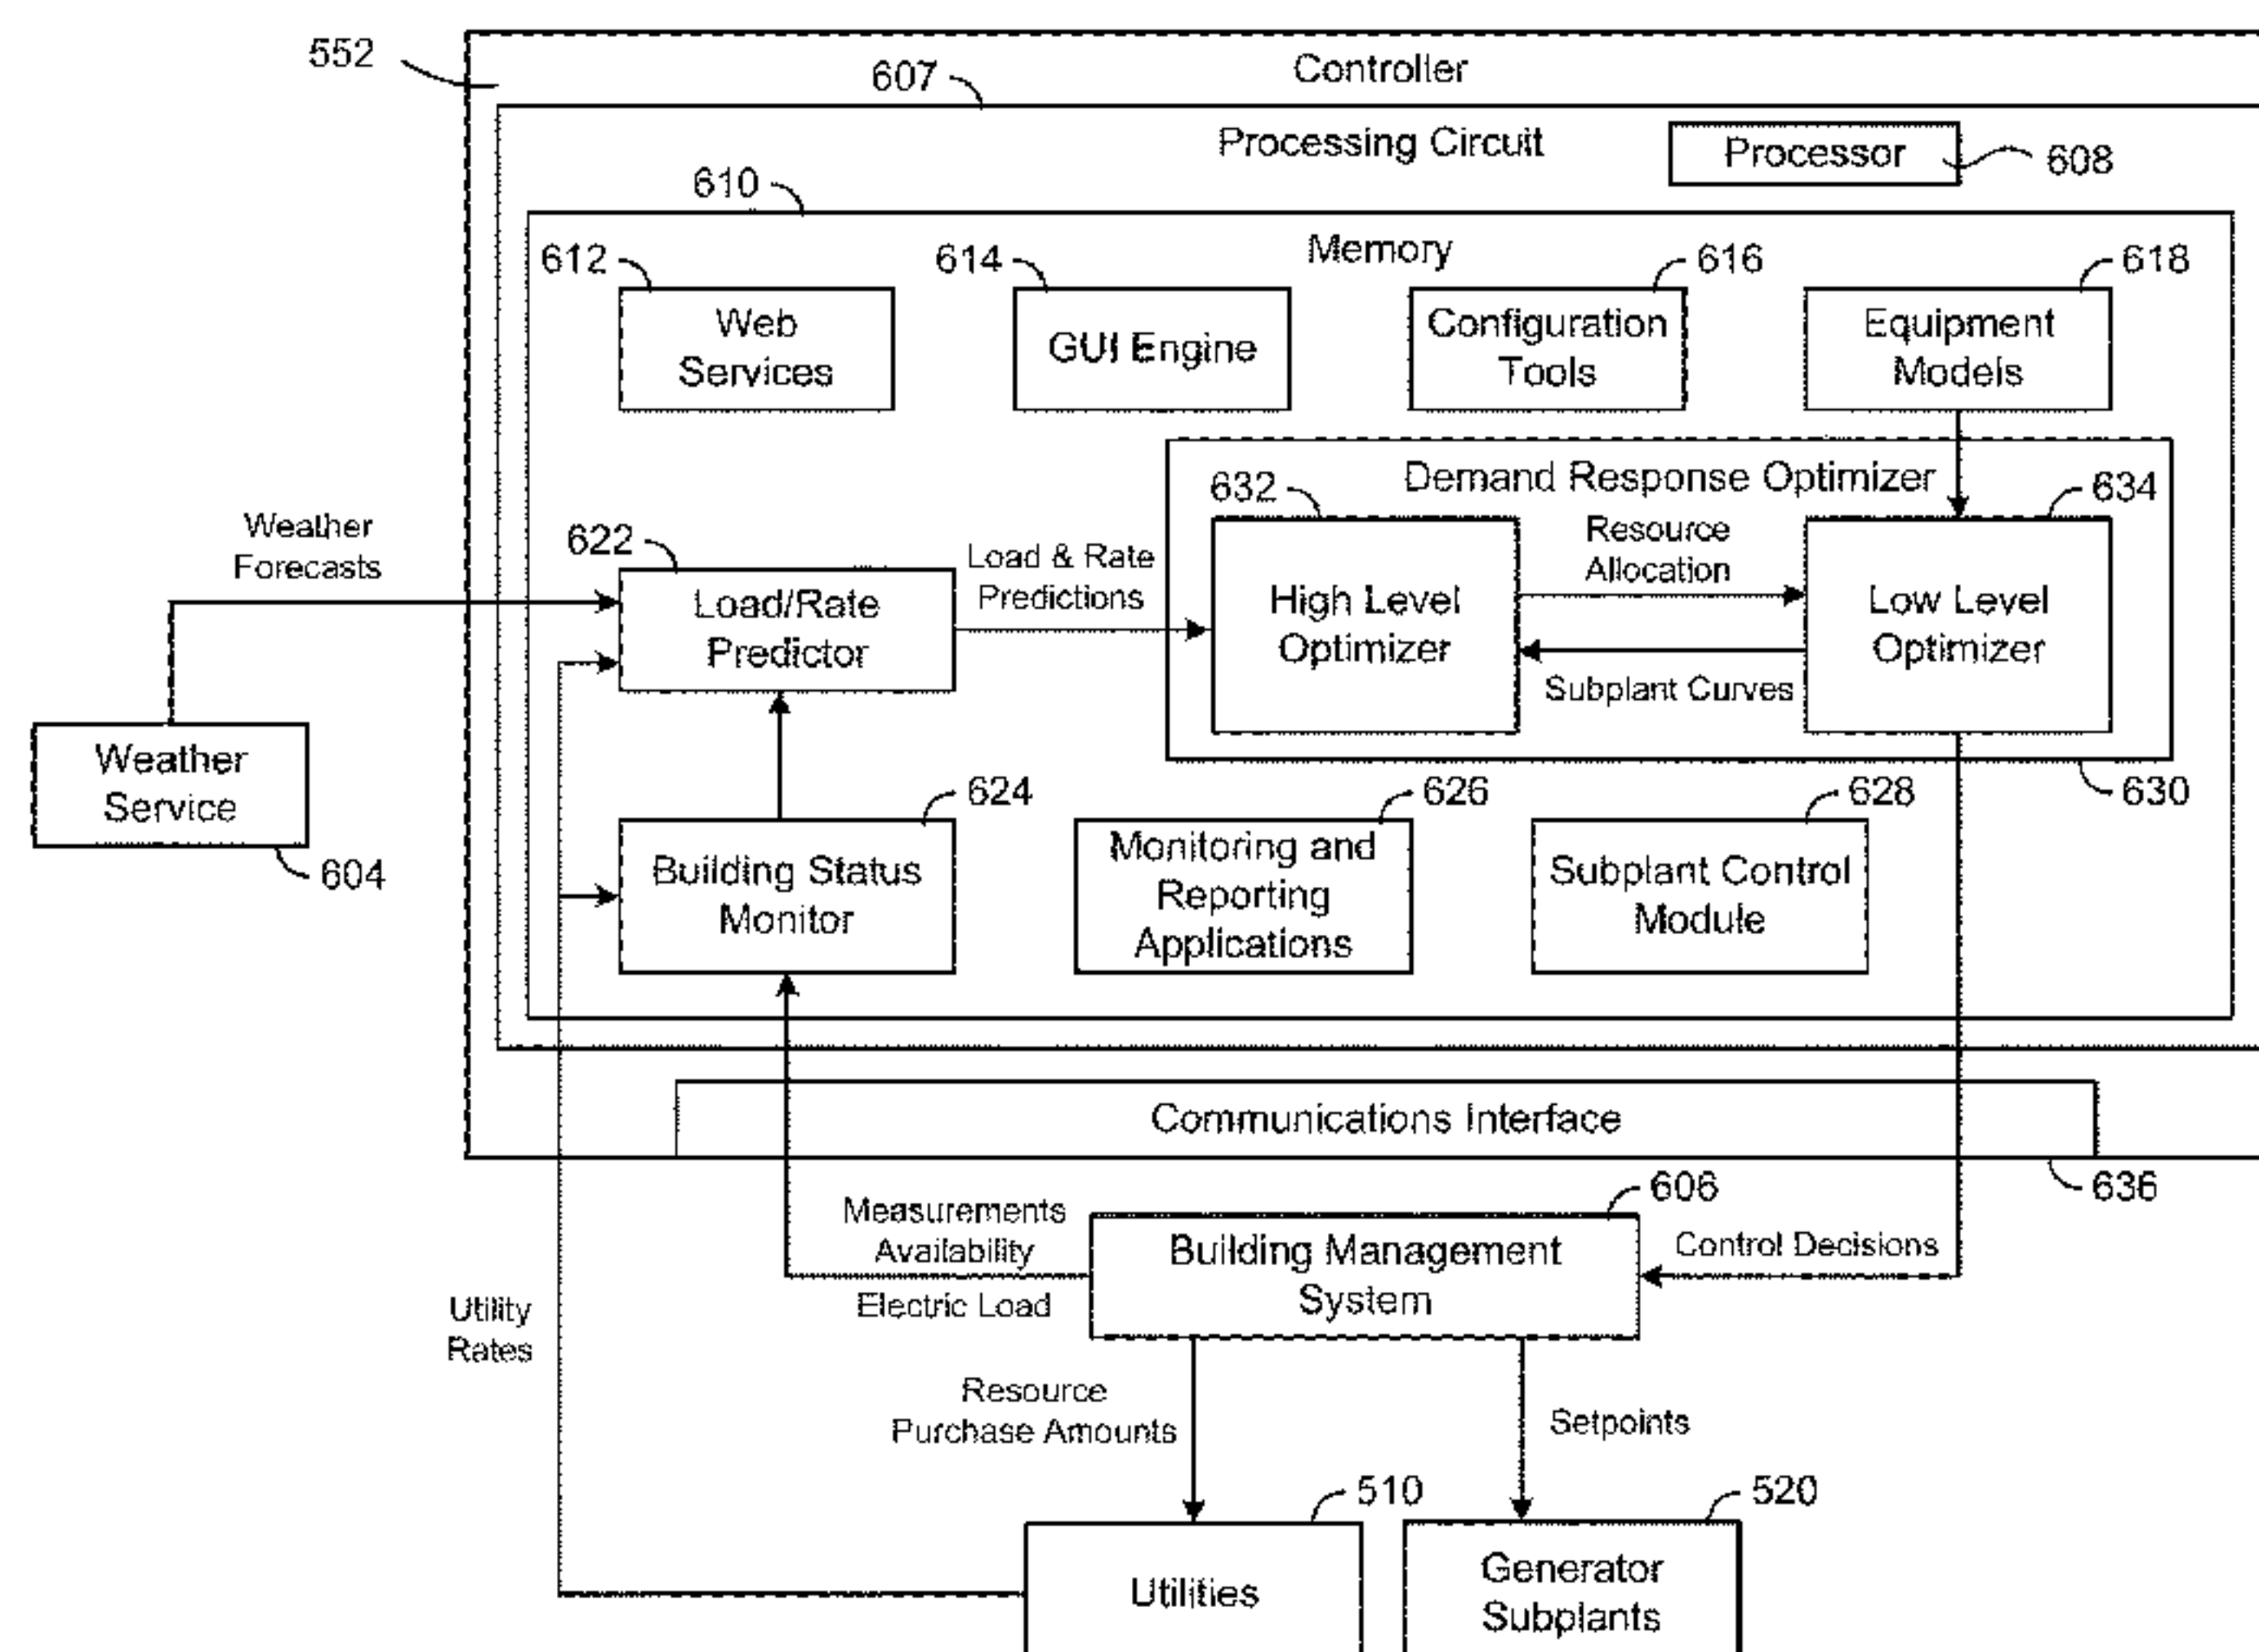 552
Controller
607
Processing Circuit
Processor
608
610
Memory
612
614
616
618
Web
Services
GUI Engine
Configuration
Tools
Equipment
Models
Demand Response Optimizer
632
634
Weather
Forecasts
622
Load & Rate
Predictions
Resource
Allocation
Load/Rate
Predictor
High Level
Optimizer
Low Level
Optimizer
Subplant Curves
Weather
Service
604
624
626
628
630
Building Status
Monitor
Monitoring and
Reporting
Applications
Subplant Control
Module
Communications Interface
636
606
Measurements
Availability
Electric Load
Building Management
System
Control Decisions
Utility
Rates
Resource
Purchase Amounts
Setpoints
510
520
Utilities
Generator
Subplants